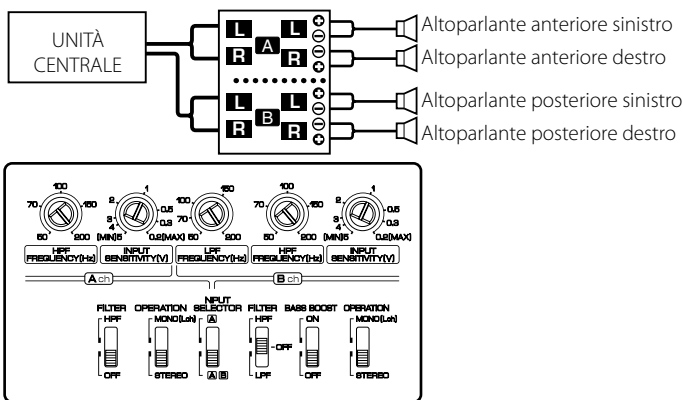 UNITÀ
CENTRALE
L L
A
R R
L L
B
R R
Altoparlante anteriore sinistro
Altoparlante anteriore destro
Altoparlante posteriore sinistro
Altoparlante posteriore destro
100
70 150
50 200
HPF
FREQUENCY(Hz)
1
2 0.5
3 0.3
4
(MIN)5 0.2(MAX)
INPUT
SENSITIVITY(V)
150
100
70
50 200
LPF
FREQUENCY(Hz)
100
70 150
50 200
HPF
FREQUENCY(Hz)
1
2 0.5
3 0.3
4
(MIN)5 0.2(MAX)
INPUT
SENSITIVITY(V)
A ch B ch
FILTER OPERATION INPUT SELECTOR FILTER BASS BOOST OPERATION
HPF MONO(Lch) A HPF ON MONO(Lch)
OFF
OFF STEREO A B LPF OFF STEREO